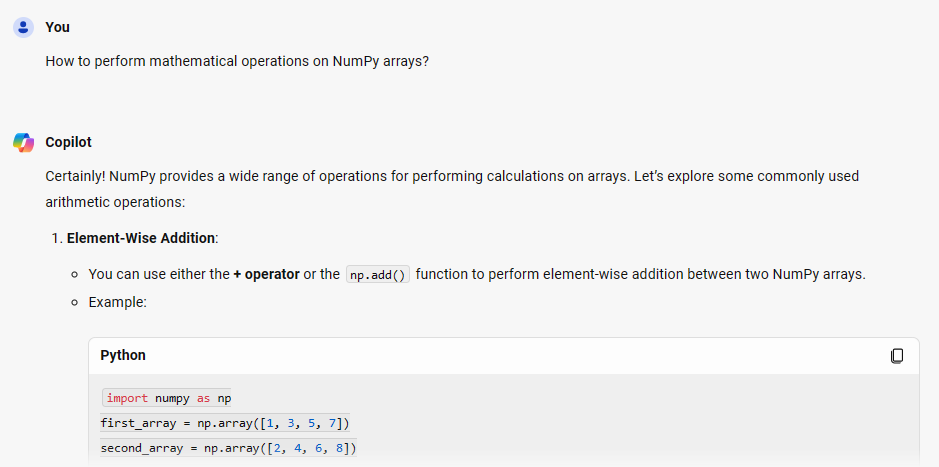 You
How to perform mathematical operations on NumPy arrays?
Copilot
Certainly! NumPy provides a wide range of operations for performing calculations on arrays. Let’s explore some commonly used
arithmetic operations:
1. Element-Wise Addition:
You can use either the + operator or the np.add() function to perform element-wise addition between two NumPy arrays.
Example:
Python
import numpy as np
first_array = np.array([1, 3, 5, 7])
second_array = np.array([2, 4, 6, 8])